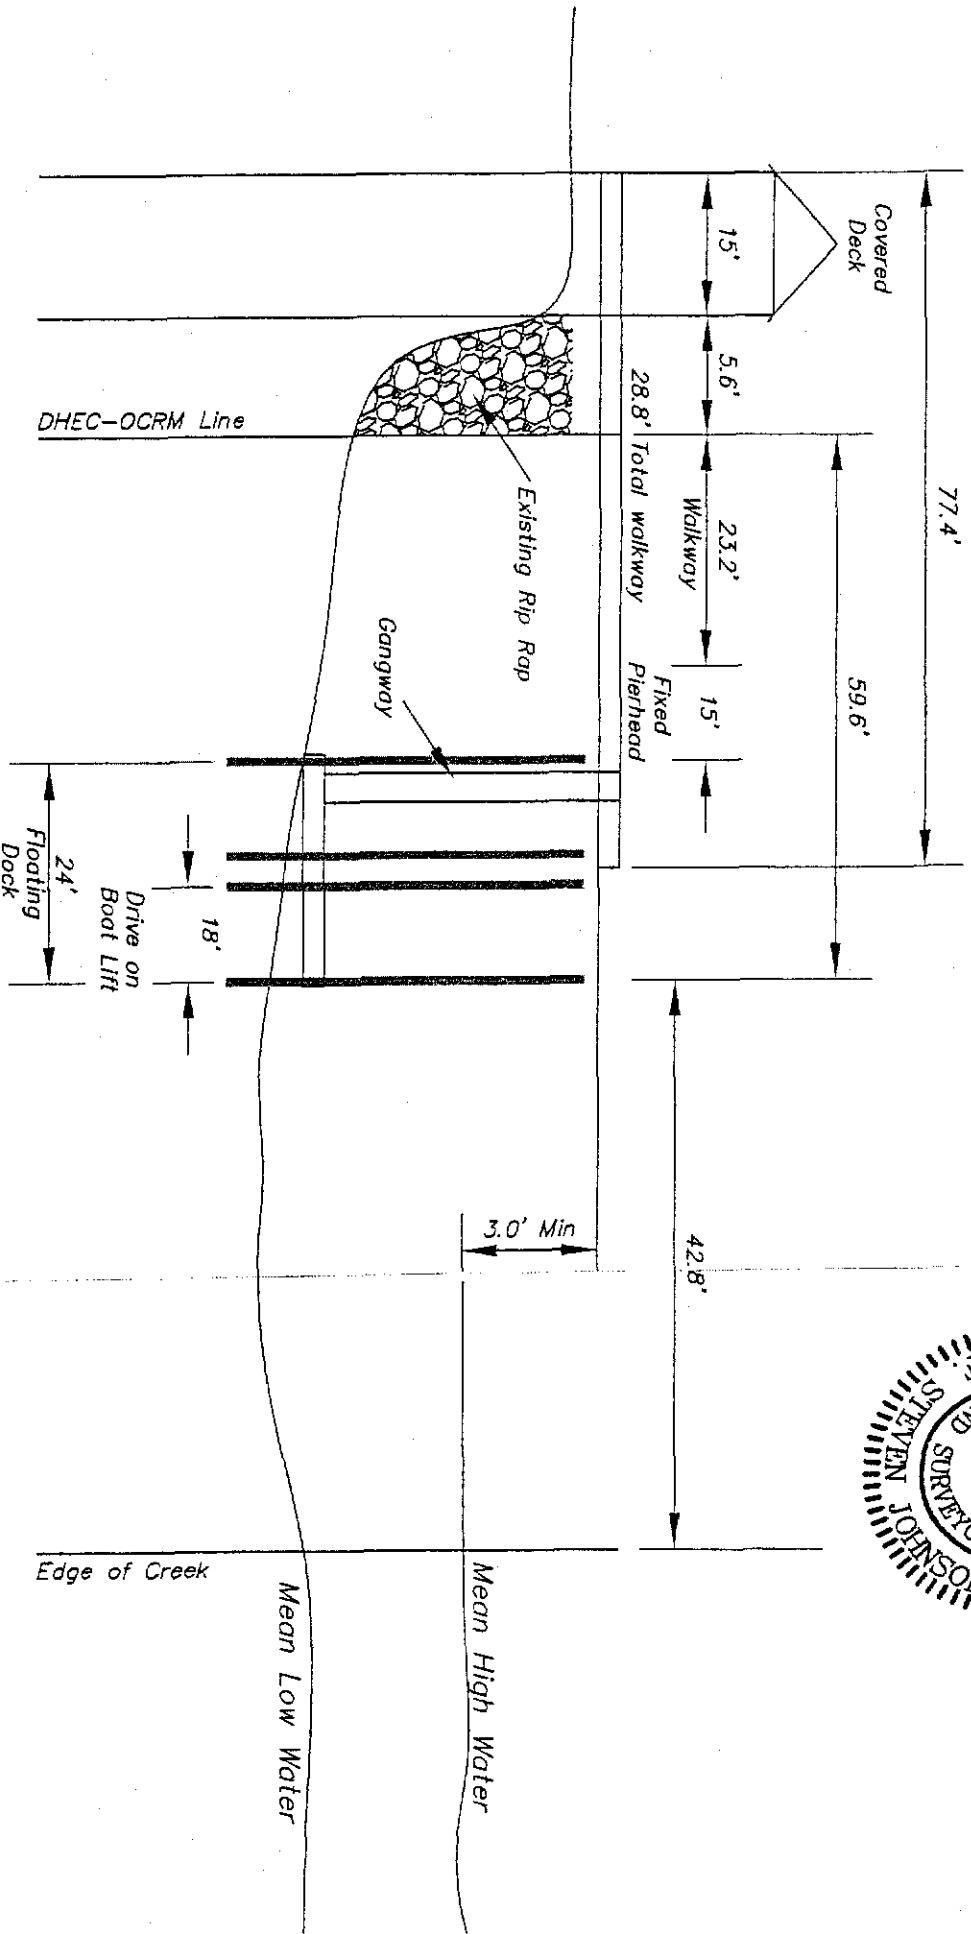 77.4'
Covered
Deck
15'
5.6'
59.6'
23.2'
Walkway
15'
28.8' Total walkway
Fixed
Pierhead
42.8'
Existing Rip Rap
Gangway
DHEC-OCRM Line
3.0' Min
18'
Drive on
Boat Lift
24'
Floating
Dock
Edge of Creek
Mean High Water
Mean Low Water
STEVEN